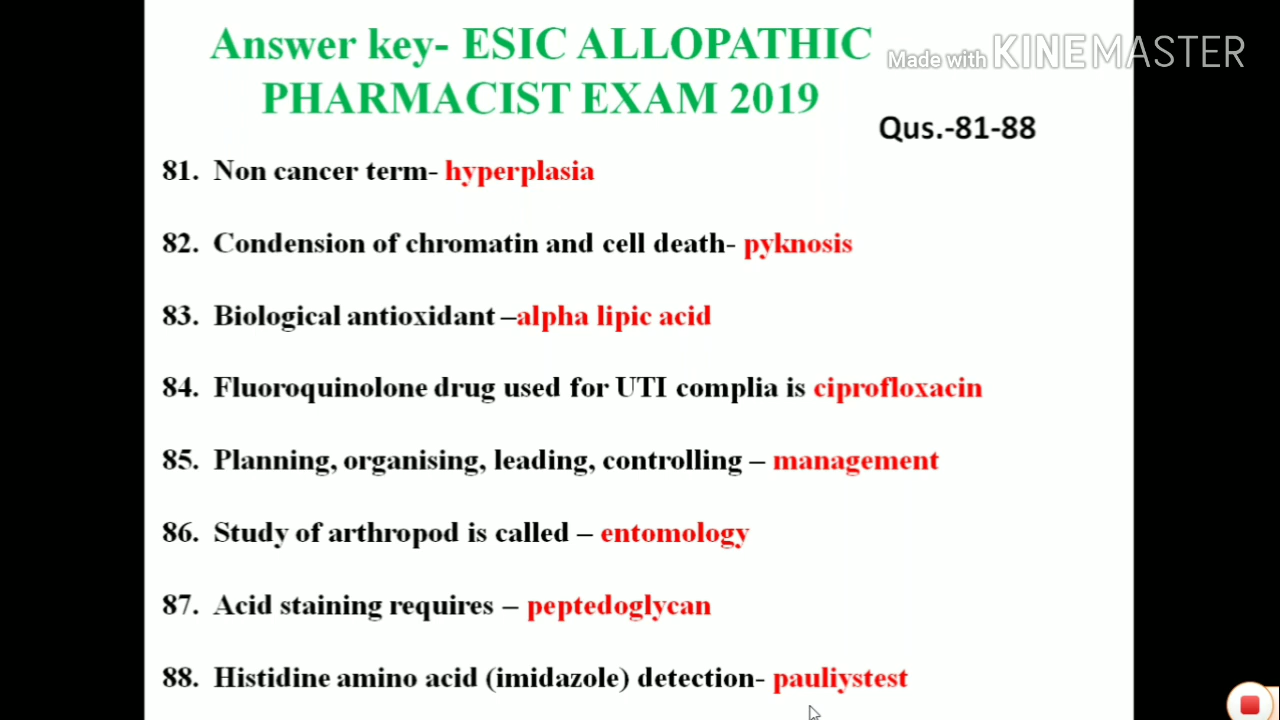 Answer key- ESIC ALLOPATHIC
PHARMACIST EXAM 2019
Made with KINEMASTER
Qus.-81-88
81. Non cancer term- hyperplasia
82. Condension of chromatin and cell death- pyknosis
83. Biological antioxidant –alpha lipic acid
84. Fluoroquinolone drug used for UTI complia is ciprofloxacin
85. Planning, organising, leading, controlling – management
86. Study of arthropod is called – entomology
87. Acid staining requires – peptedoglycan
88. Histidine amino acid (imidazole) detection- pauliystest